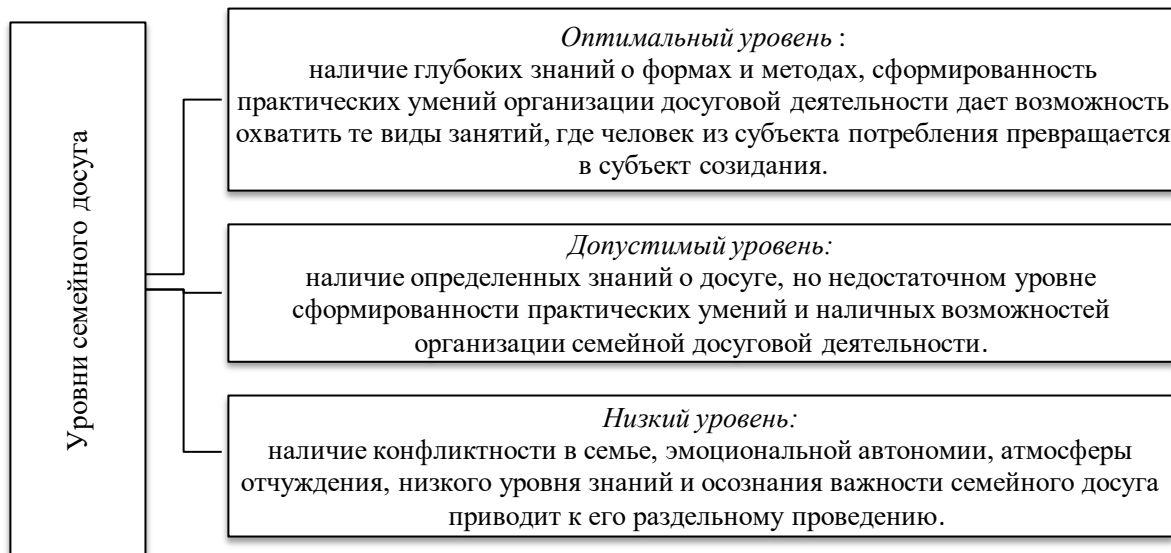 Уровни семейного досуга
Оптимальный уровень :
наличие глубоких знаний о формах и методах, сформированность
практических умений организации досуговой деятельности дает возможность
охватить те виды занятий, где человек из субъекта потребления превращается
в субъект созидания.
Допустимый уровень:
наличие определенных знаний о досуге, но недостаточном уровне
сформированности практических умений и наличных возможностей
организации семейной досуговой деятельности.
Низкий уровень:
наличие конфликтности в семье, эмоциональной автономии, атмосферы
отчуждения, низкого уровня знаний и осознания важности семейного досуга
приводит к его раздельному проведению.